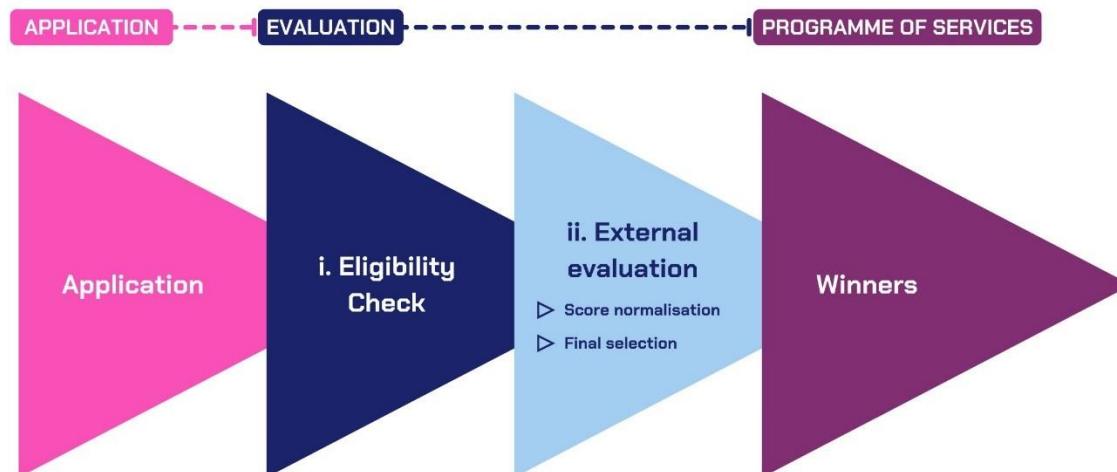 APPLICATION
EVALUATION
PROGRAMME OF SERVICES
Application
i. Eligibility
Check
ii. External
evaluation
Score normalisation
Final selection
Winners